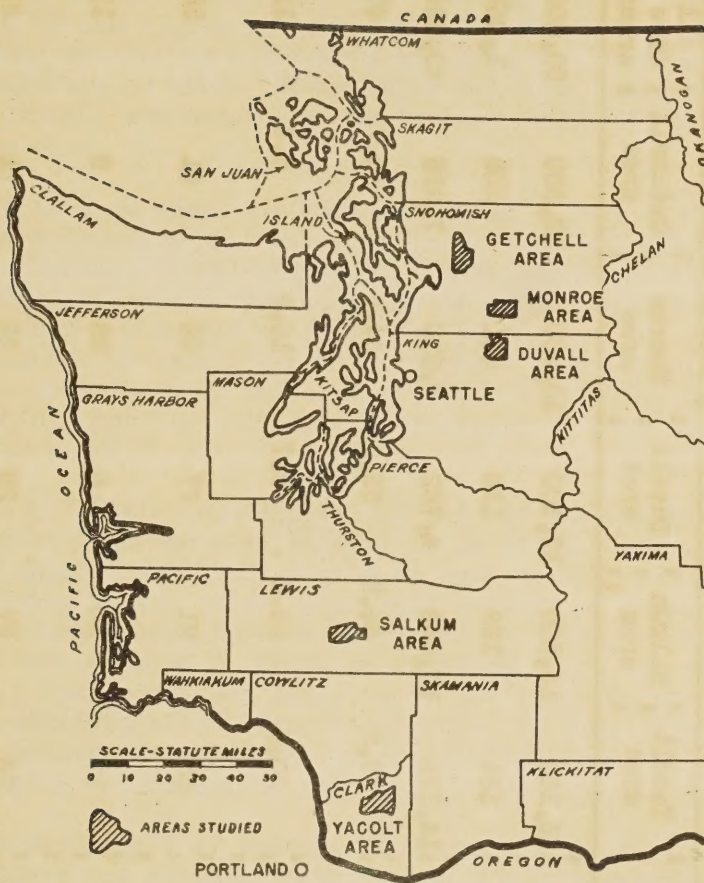 CANADA
WHATCOM
OKANOGAN
SKAGIT
SAN JUAN
CLALLAM
ISLAND
SNOHOMISH
GETCHELL
AREA
CHELAN
MONROE
AREA
JEFFERSON
KING
DUVALL
AREA
MASON
KITSAP
SEATTLE
GRAYS HARBOR
KITTITAS
PACIFIC OCEAN
PIERCE
THURSTON
YAKIMA
PACIFIC
LEWIS
SALKUM
AREA
WAHKIAKUM
COWLITZ
SKAMANIA
SCALE-STATUTE MILES
0 10 20 30 40 50
KLICKITAT
CLARK
AREAS STUDIED
YACOLT
AREA
PORTLAND
OREGON